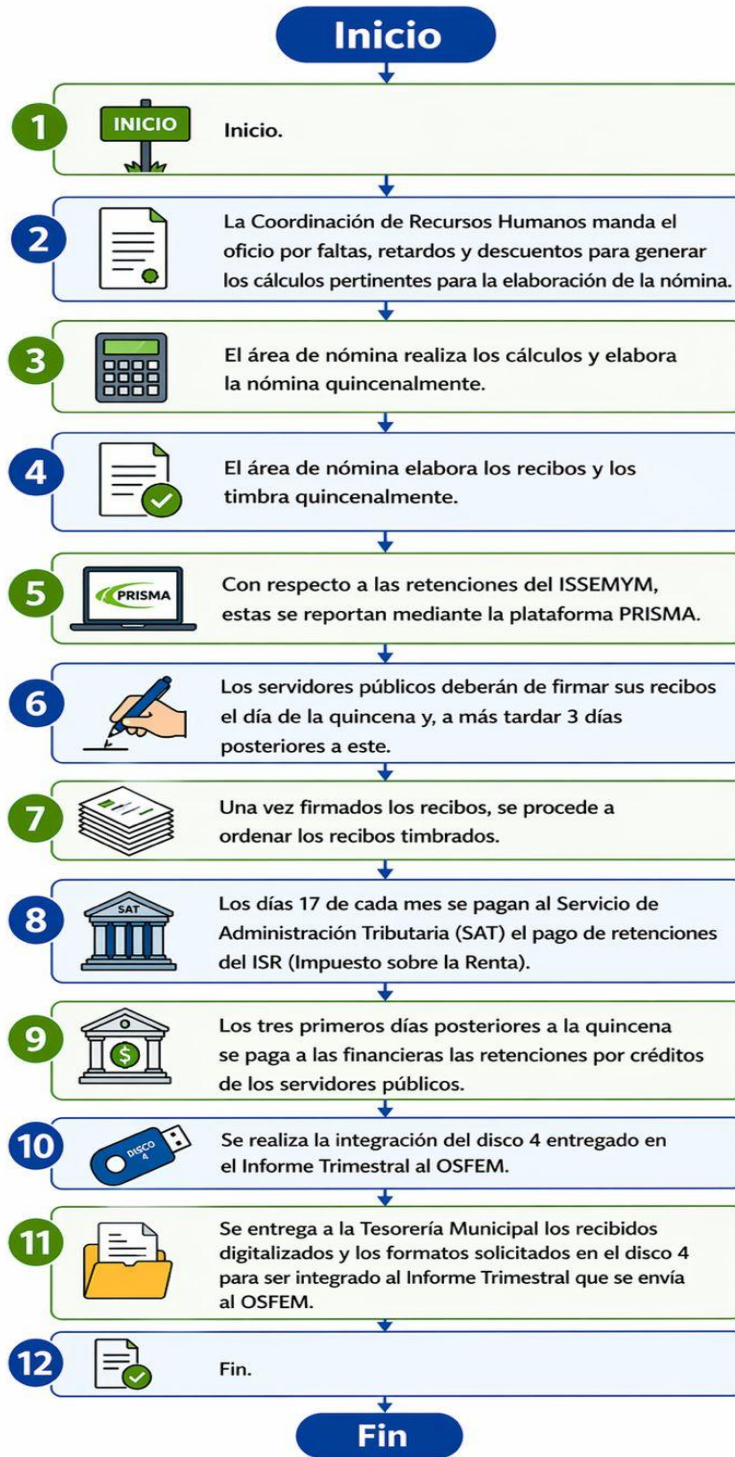 Inicio
1
INICIO
Inicio.
2
La Coordinación de Recursos Humanos manda el
oficio por faltas, retardos y descuentos para generar
los cálculos pertinentes para la elaboración de la nómina.
3
El área de nómina realiza los cálculos y elabora
la nómina quincenalmente.
4
El área de nómina elabora los recibos y los
timbra quincenalmente.
5
PRISMA
Con respecto a las retenciones del ISSEMYM,
estas se reportan mediante la plataforma PRISMA.
6
Los servidores públicos deberán de firmar sus recibos
el día de la quincena y, a más tardar 3 días
posteriores a este.
7
Una vez firmados los recibos, se procede a
ordenar los recibos timbrados.
8
SAT
Los días 17 de cada mes se pagan al Servicio de
Administración Tributaria (SAT) el pago de retenciones
del ISR (Impuesto sobre la Renta).
9
$
Los tres primeros días posteriores a la quincena
se paga a las financieras las retenciones por créditos
de los servidores públicos.
10
DISCO
4
Se realiza la integración del disco 4 entregado en
el Informe Trimestral al OSFEM.
11
Se entrega a la Tesorería Municipal los recibidos
digitalizados y los formatos solicitados en el disco 4
para ser integrado al Informe Trimestral que se envía
al OSFEM.
12
Fin.
Fin